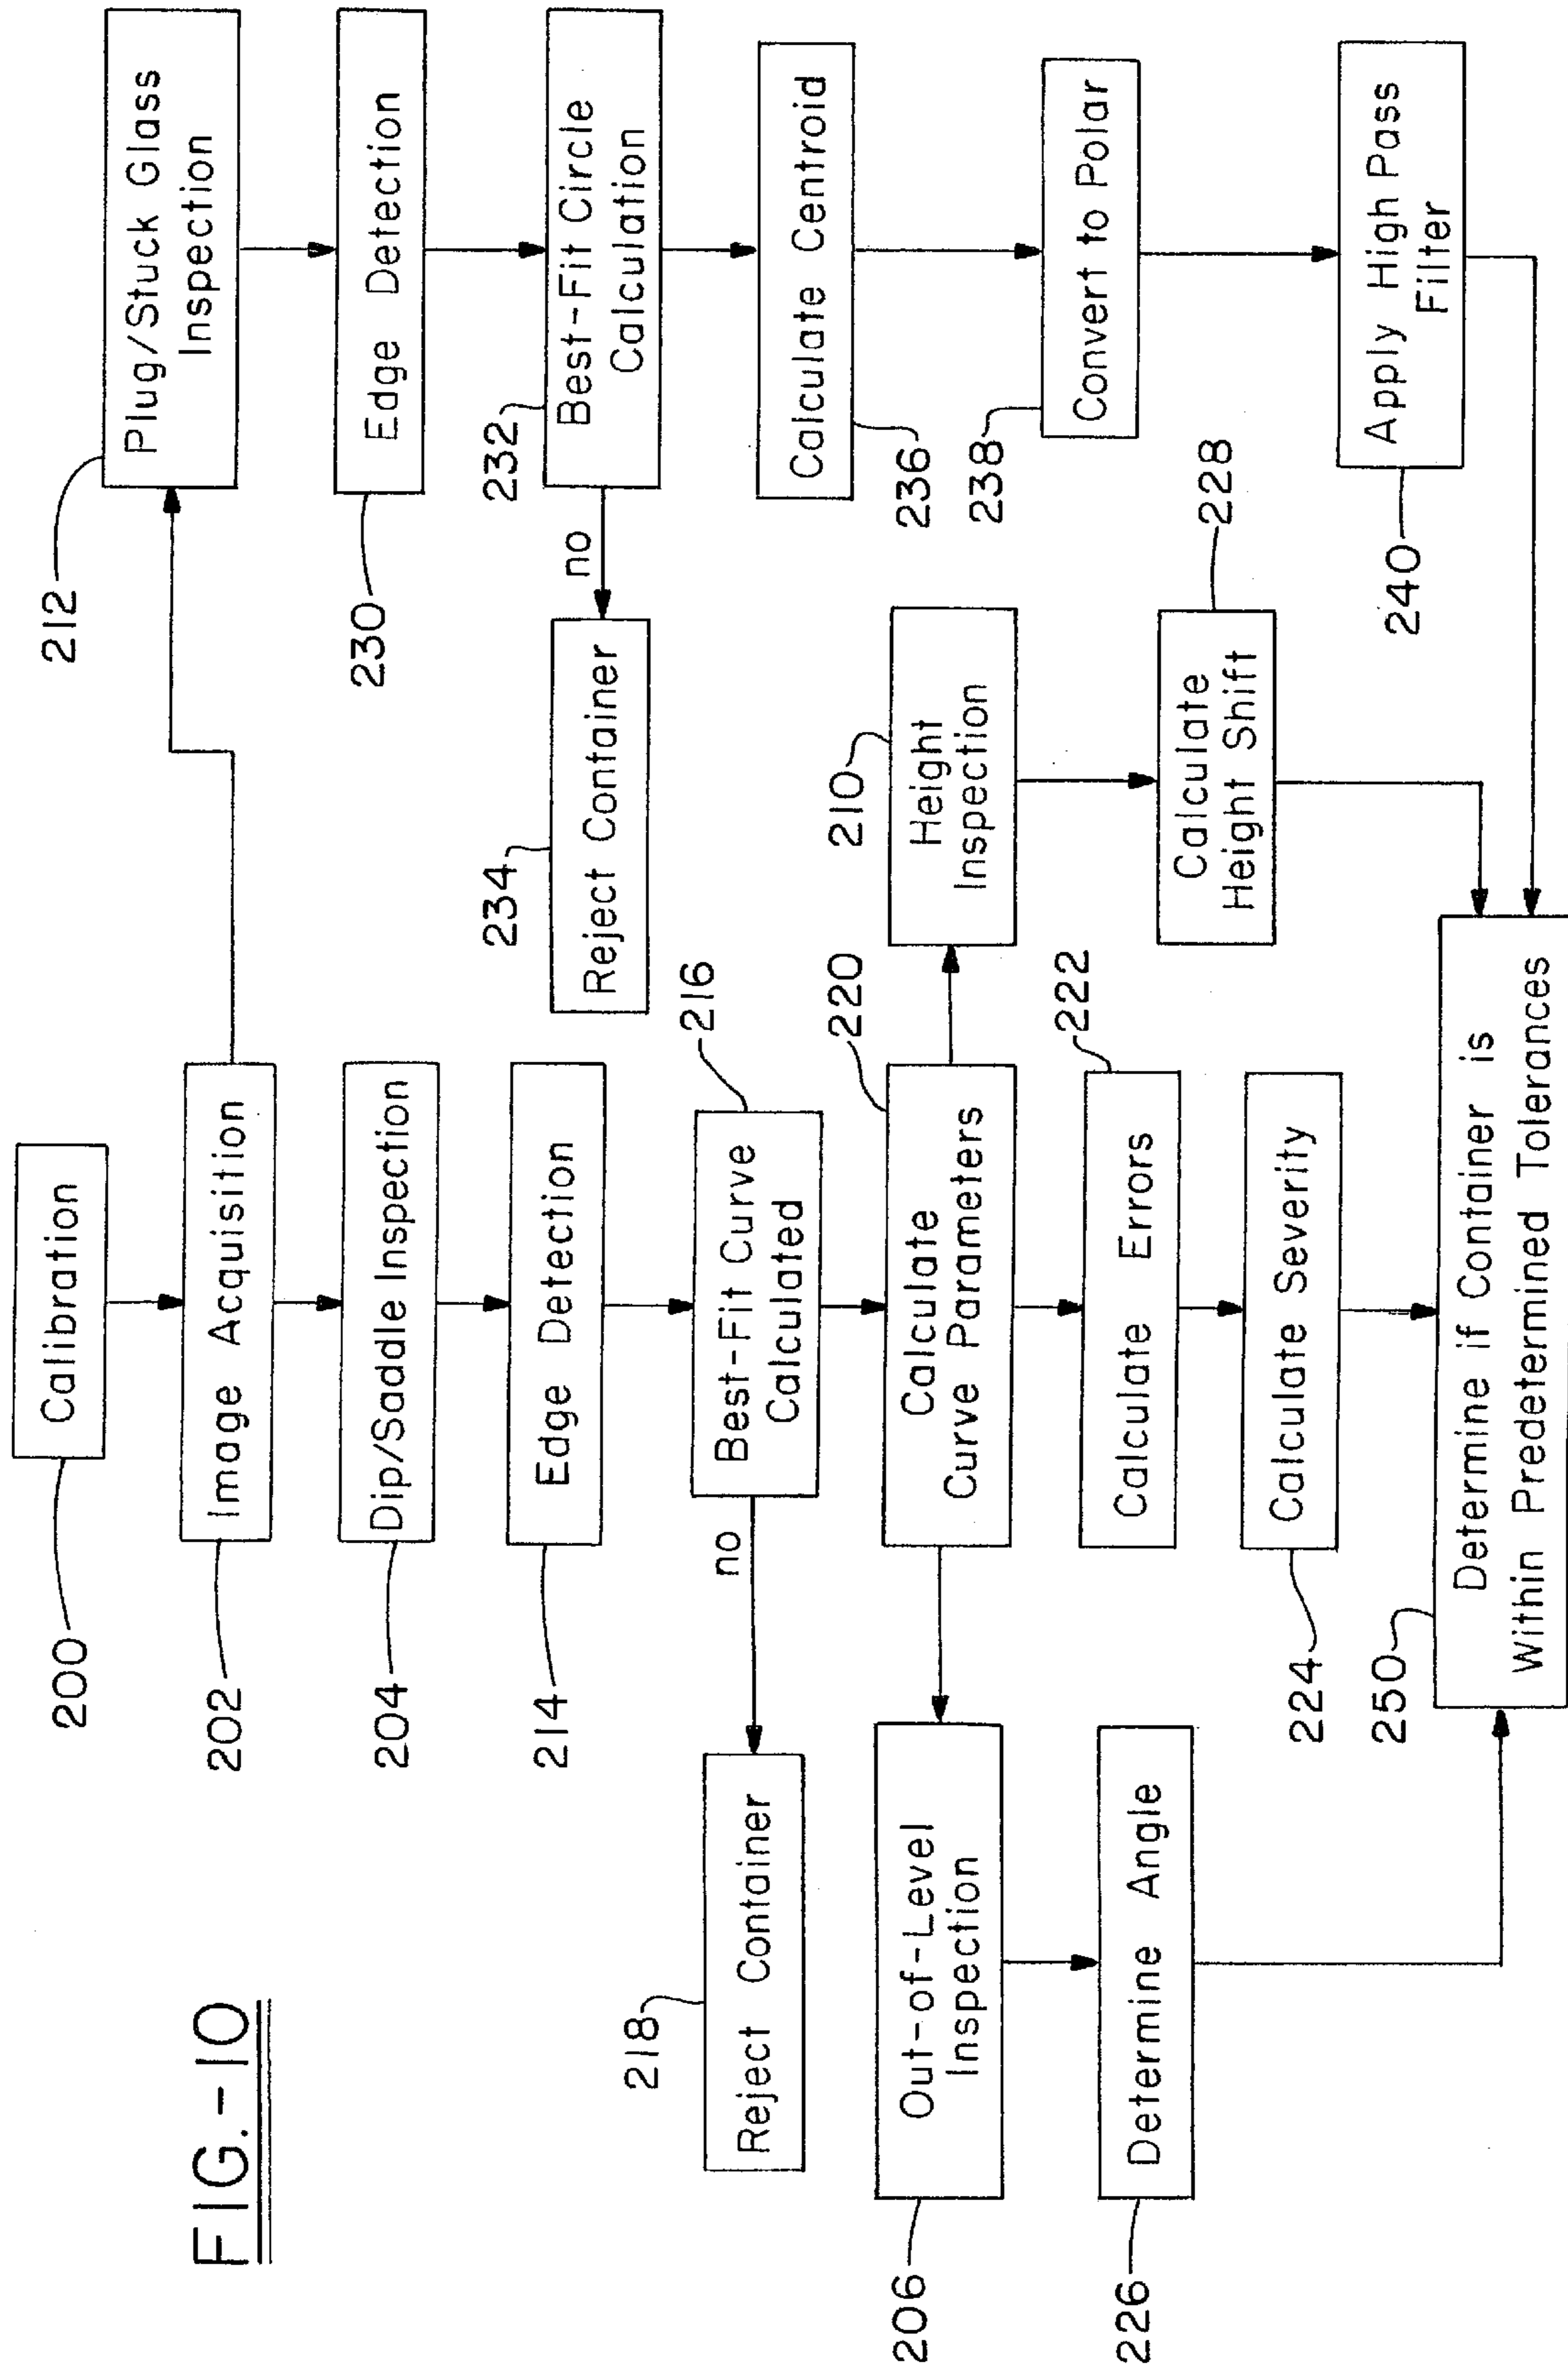 FIG.-10
200
Calibration
202
Image Acquisition
204
Dip/Saddle Inspection
214
Edge Detection
216
Best-Fit Curve
Calculated
no
218
Reject Container
220
Calculate
Curve Parameters
222
Calculate Errors
224
Calculate Severity
206
Out-of-Level
Inspection
226
Determine Angle
210
Height
Inspection
228
Calculate
Height Shift
212
Plug/Stuck Glass
Inspection
230
Edge Detection
232
Best-Fit Circle
Calculation
no
234
Reject Container
236
Calculate Centroid
238
Convert to Polar
240
Apply High Pass
Filter
250
Determine if Container is
Within Predetermined Tolerances